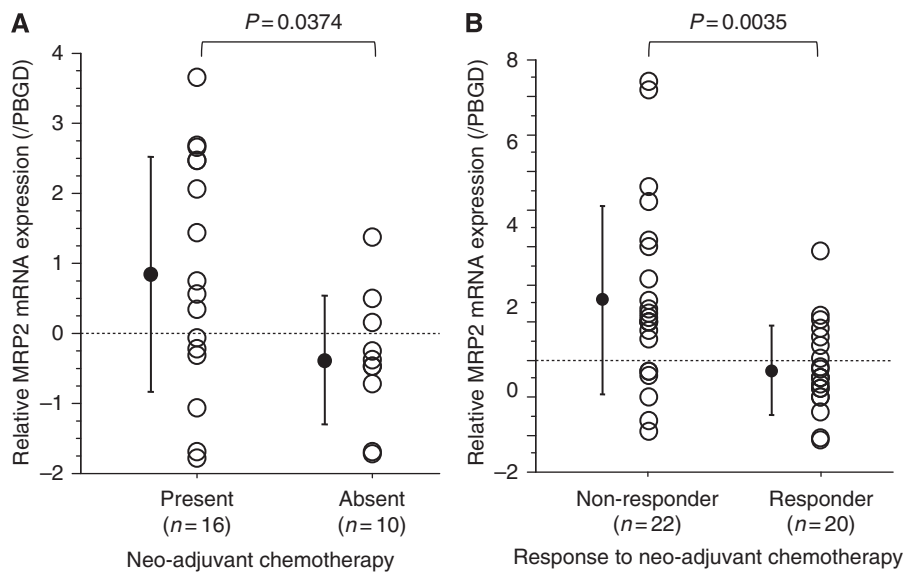 A
P = 0.0374
Relative MRP2 mRNA expression (/PBGD)
4
3
2
1
0
–1
–2
Present
(n = 16)
Absent
(n = 10)
Neo-adjuvant chemotherapy
B
P = 0.0035
Relative MRP2 mRNA expression (/PBGD)
8
6
4
2
0
–2
Non-responder
(n = 22)
Responder
(n = 20)
Response to neo-adjuvant chemotherapy